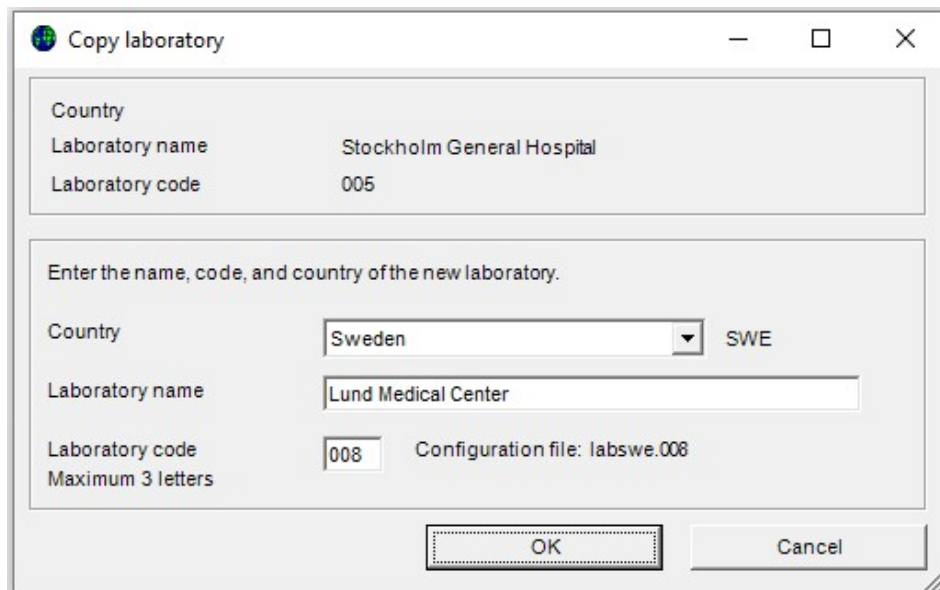 Copy laboratory
Country
Laboratory name Stockholm General Hospital
Laboratory code 005
Enter the name, code, and country of the new laboratory.
Country Sweden SWE
Laboratory name Lund Medical Center
Laboratory code 008 Configuration file: labswe.008
Maximum 3 letters
OK Cancel